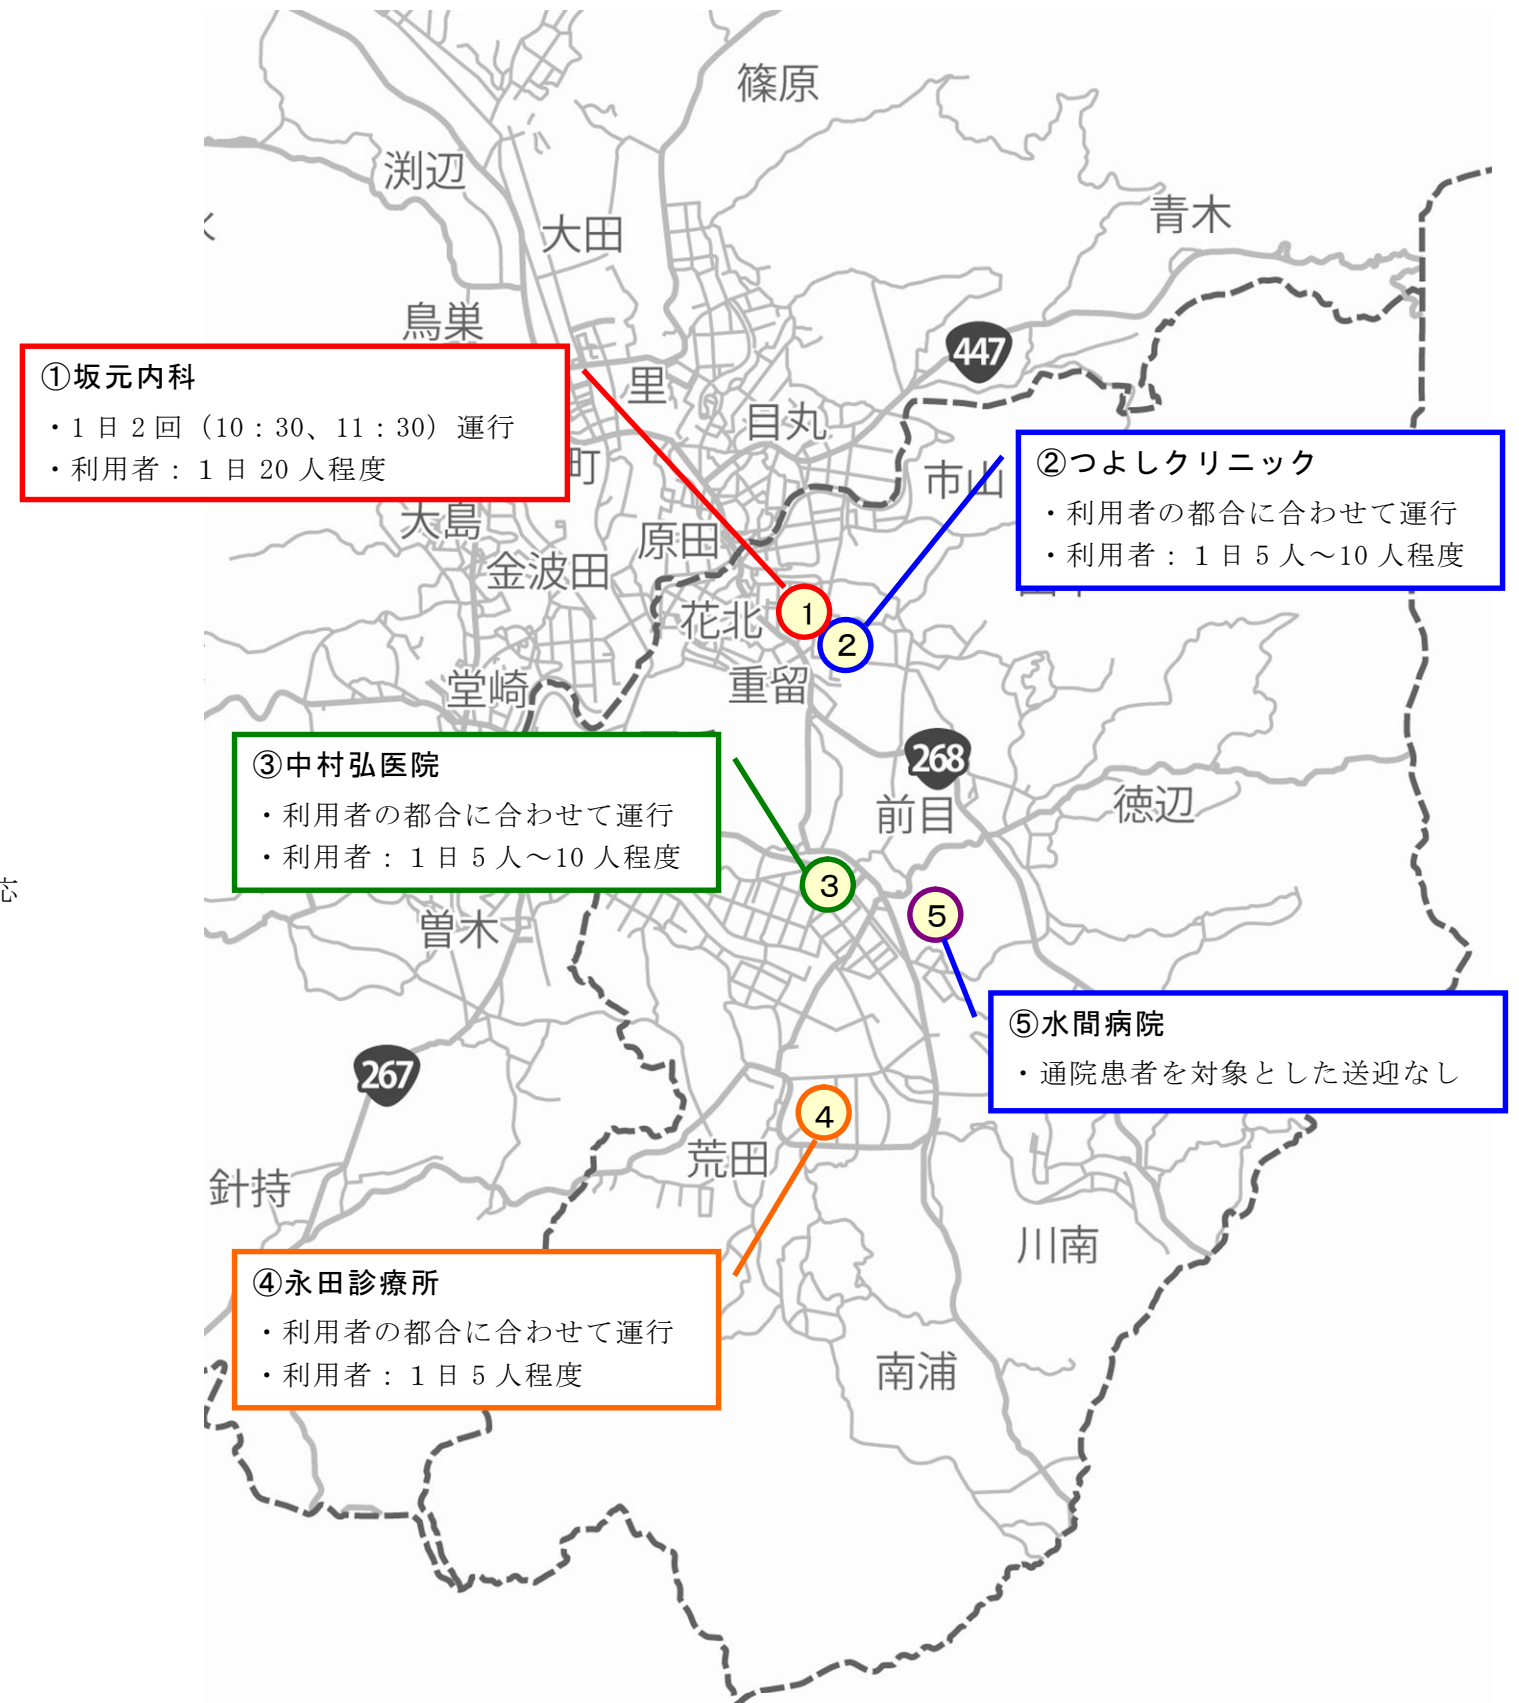 篠原
渕辺
青木
大田
鳥巣
447
里
①坂元内科
・1日2回（10：30、11：30）運行
・利用者：1日20人程度
目丸
町
市山
②つよしクリニック
・利用者の都合に合わせて運行
・利用者：1日5人～10人程度
大島
原田
金波田
花北
1
2
重留
堂崎
268
③中村弘医院
・利用者の都合に合わせて運行
・利用者：1日5人～10人程度
前目
徳辺
3
応
曽木
5
⑤水間病院
・通院患者を対象とした送迎なし
267
4
荒田
針持
川南
④永田診療所
・利用者の都合に合わせて運行
・利用者：1日5人程度
南浦